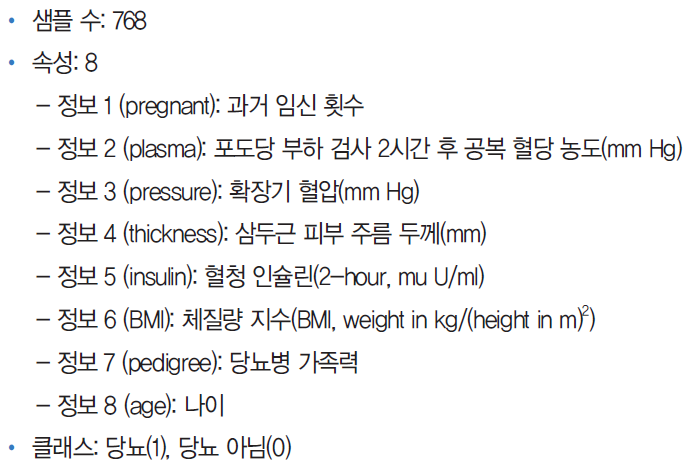 • 샘플 수: 768
• 속성: 8
– 정보 1 (pregnant): 과거 임신 횟수
– 정보 2 (plasma): 포도당 부하 검사 2시간 후 공복 혈당 농도(mm Hg)
– 정보 3 (pressure): 확장기 혈압(mm Hg)
– 정보 4 (thickness): 삼두근 피부 주름 두께(mm)
– 정보 5 (insulin): 혈청 인슐린(2-hour, mu U/ml)
– 정보 6 (BMI): 체질량 지수(BMI, weight in kg/(height in m)²)
– 정보 7 (pedigree): 당뇨병 가족력
– 정보 8 (age): 나이
• 클래스: 당뇨(1), 당뇨 아님(0)